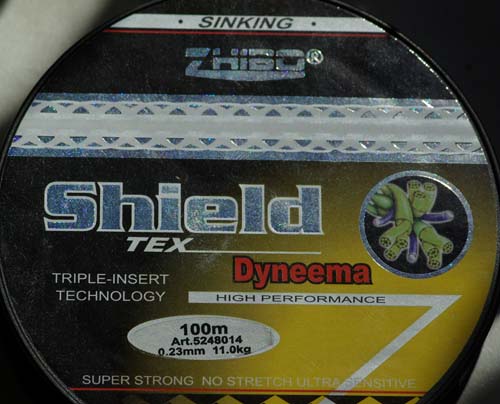 SINKING
ZHIBO®
Shield
TEX
Dyneema
TRIPLE-INSERT
TECHNOLOGY
HIGH PERFORMANCE
100m
Art.5248014
0.23mm 11.0kg
SUPER STRONG NO STRETCH ULTRA SENSITIVE